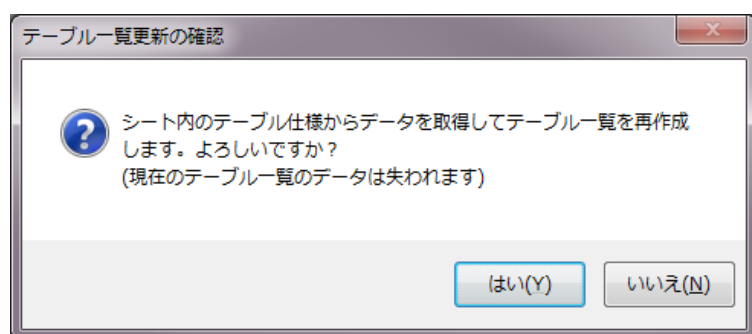 テーブル一覧更新の確認
シート内のテーブル仕様からデータを取得してテーブル一覧を再作成
します。よろしいですか？
(現在のテーブル一覧のデータは失われます)
はい(Y)
いいえ(N)